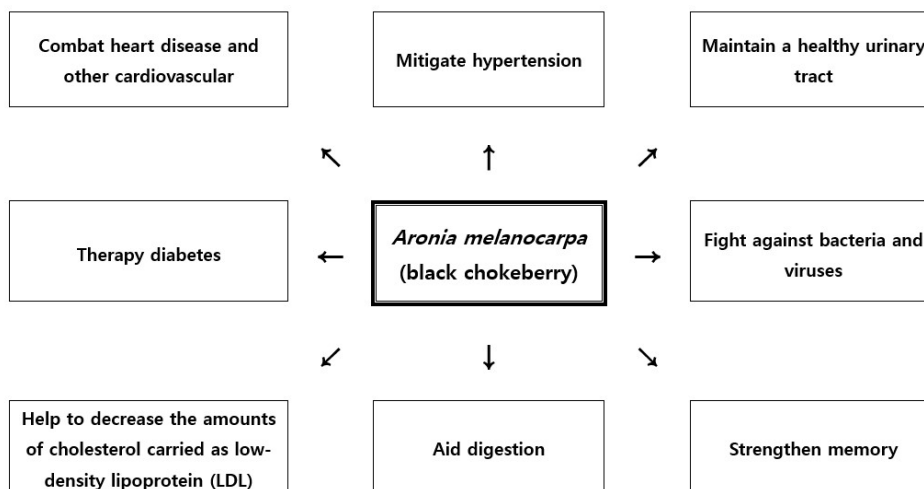 Combat heart disease and
other cardiovascular
Mitigate hypertension
Maintain a healthy urinary
tract
Therapy diabetes
Aronia melanocarpa
(black chokeberry)
Fight against bacteria and
viruses
Help to decrease the amounts
of cholesterol carried as low-
density lipoprotein (LDL)
Aid digestion
Strengthen memory